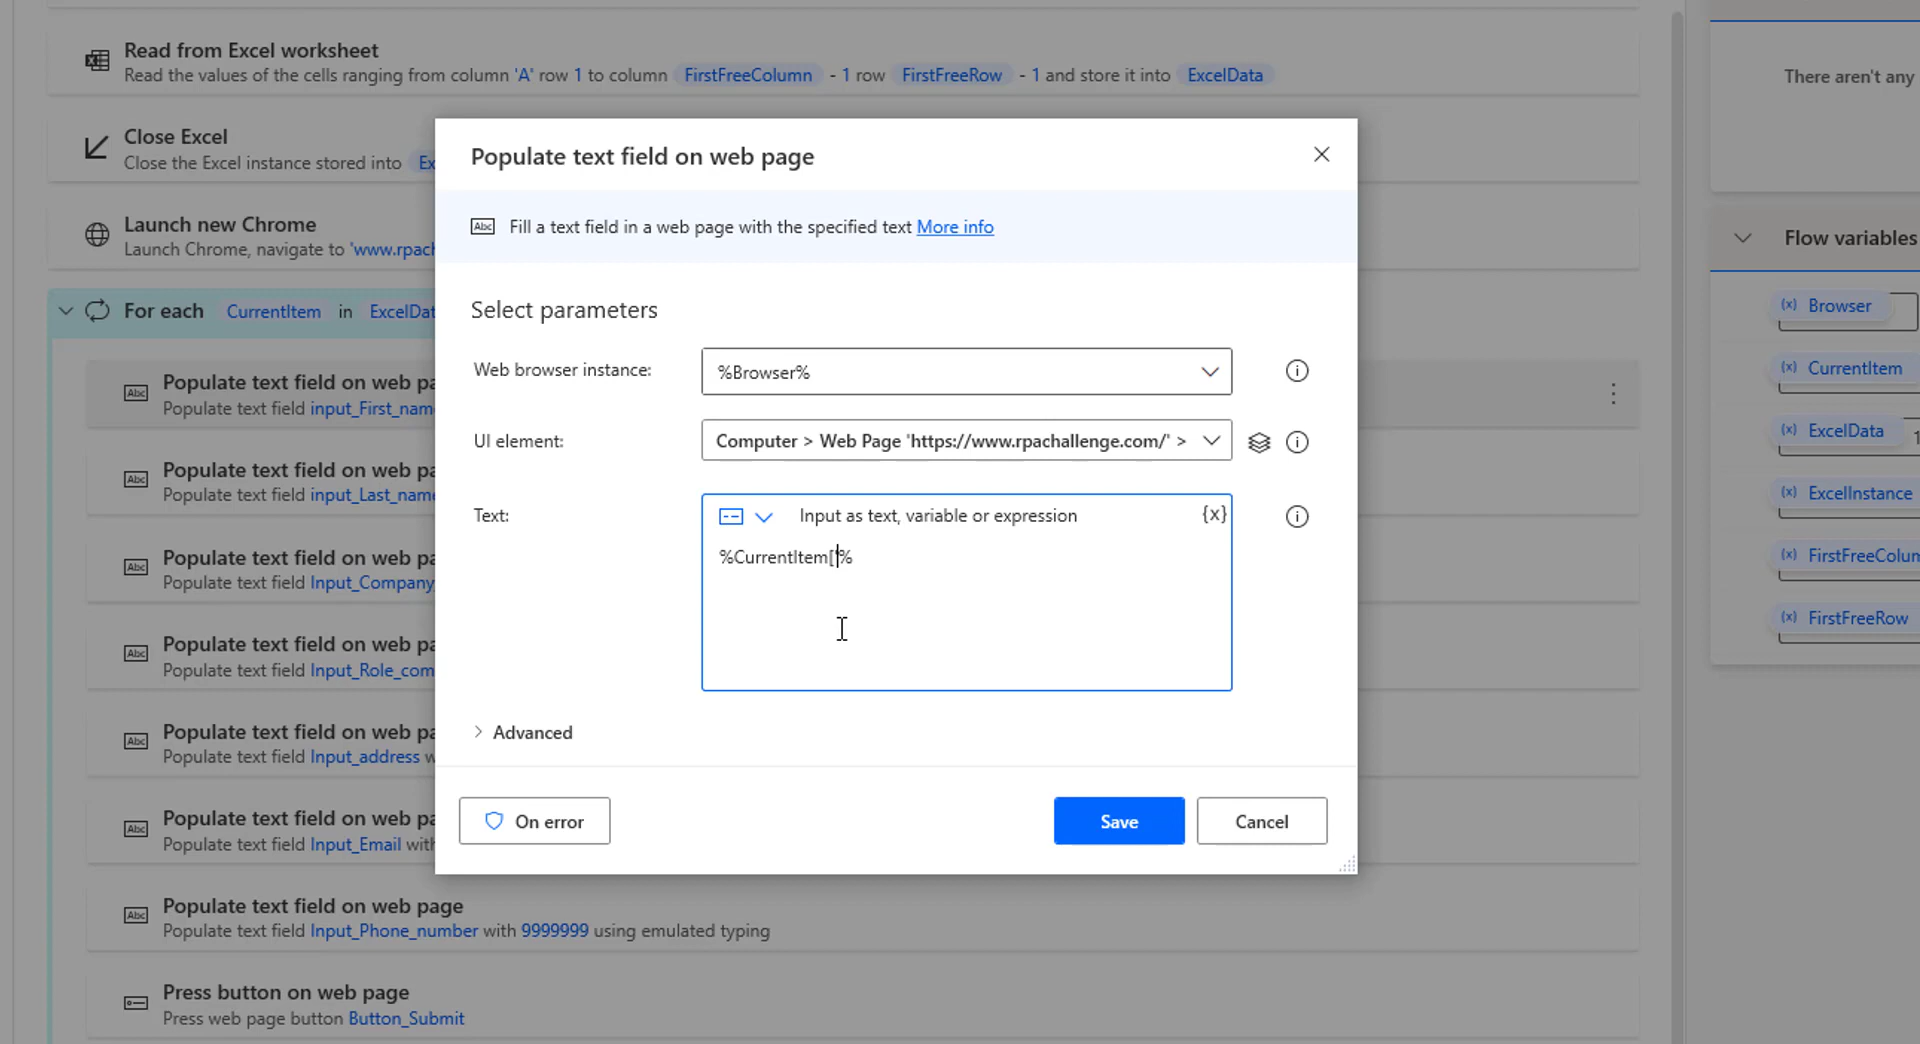 Read from Excel worksheet
Read the values of the cells ranging from column 'A' row 1 to column FirstFreeColumn - 1 row FirstFreeRow - 1 and store it into ExcelData
Close Excel
Close the Excel instance stored into Ex
Launch new Chrome
Launch Chrome, navigate to 'www.rpach
For each CurrentItem in ExcelDat
Populate text field on web pa
Populate text field input_First_name
Populate text field on web pa
Populate text field input_Last_name
Populate text field on web pa
Populate text field Input_Company
Populate text field on web pa
Populate text field Input_Role_com
Populate text field on web pa
Populate text field Input_address w
Populate text field on web pa
Populate text field Input_Email with
Populate text field on web page
Populate text field Input_Phone_number with 9999999 using emulated typing
Press button on web page
Press web page button Button_Submit
Populate text field on web page
Abc Fill a text field in a web page with the specified text More info
Select parameters
Web browser instance: %Browser%
UI element: Computer > Web Page 'https://www.rpachallenge.com/' >
Text: Input as text, variable or expression {x}
%CurrentItem['%
Advanced
On error
Save
Cancel
There aren't any
Flow variables
(x) Browser
(x) CurrentItem
(x) ExcelData 1
(x) ExcelInstance
(x) FirstFreeColum
(x) FirstFreeRow